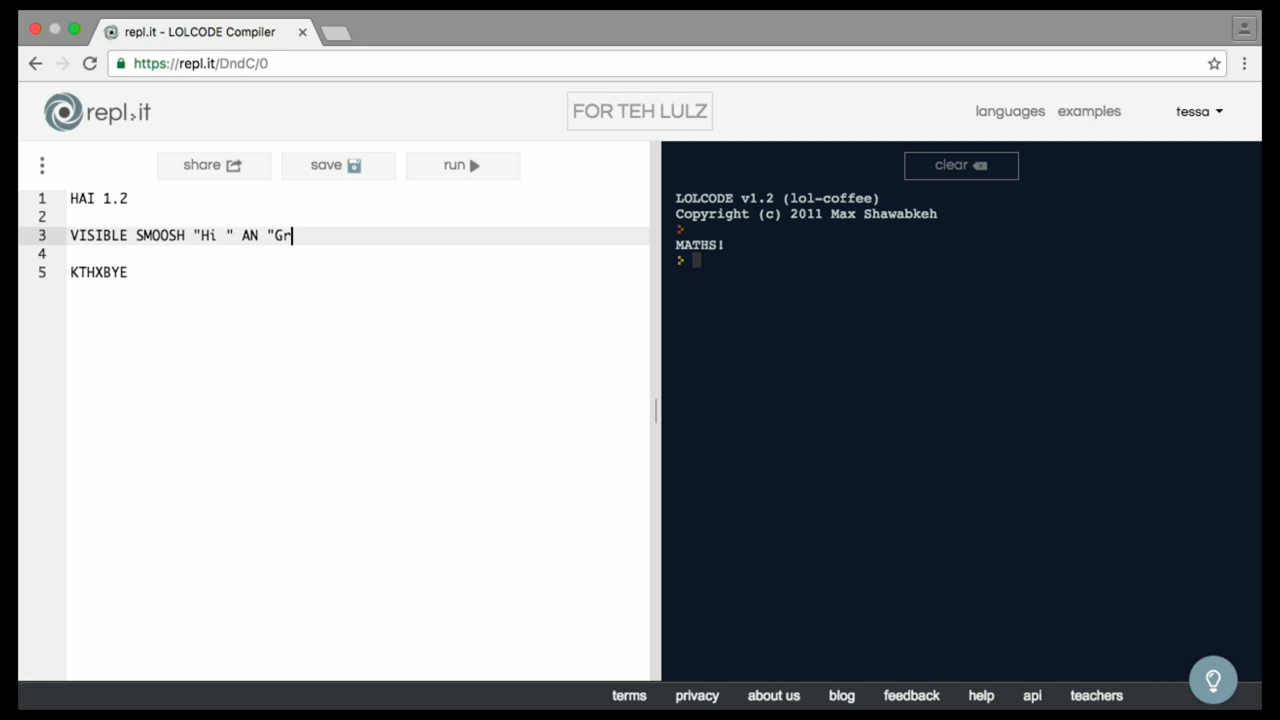 repl.it - LOLCODE Compiler
https://repl.it/DndC/0
repl.it
FOR TEH LULZ
languages examples tessa
share save run
1 HAI 1.2
2
3 VISIBLE SMOOSH "Hi " AN "Gr
4
5 KTHXBYE
clear
LOLCODE v1.2 (lol-coffee)
Copyright (c) 2011 Max Shawabkeh
>
MATHS!
>
terms privacy about us blog feedback help api teachers